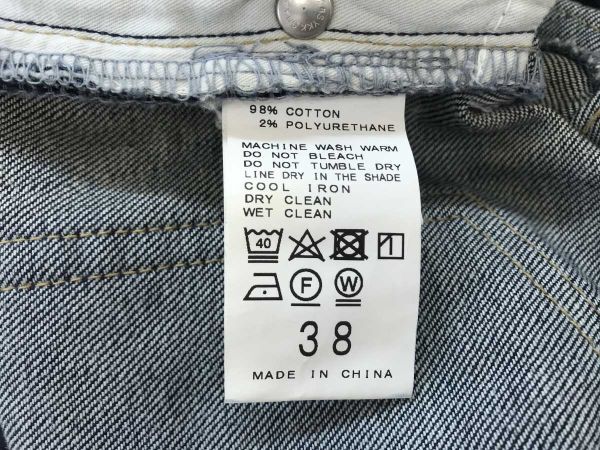 98% COTTON
2% POLYURETHANE
MACHINE WASH WARM
DO NOT BLEACH
DO NOT TUMBLE DRY
LINE DRY IN THE SHADE
COOL IRON
DRY CLEAN
WET CLEAN
40
F W
38
MADE IN CHINA